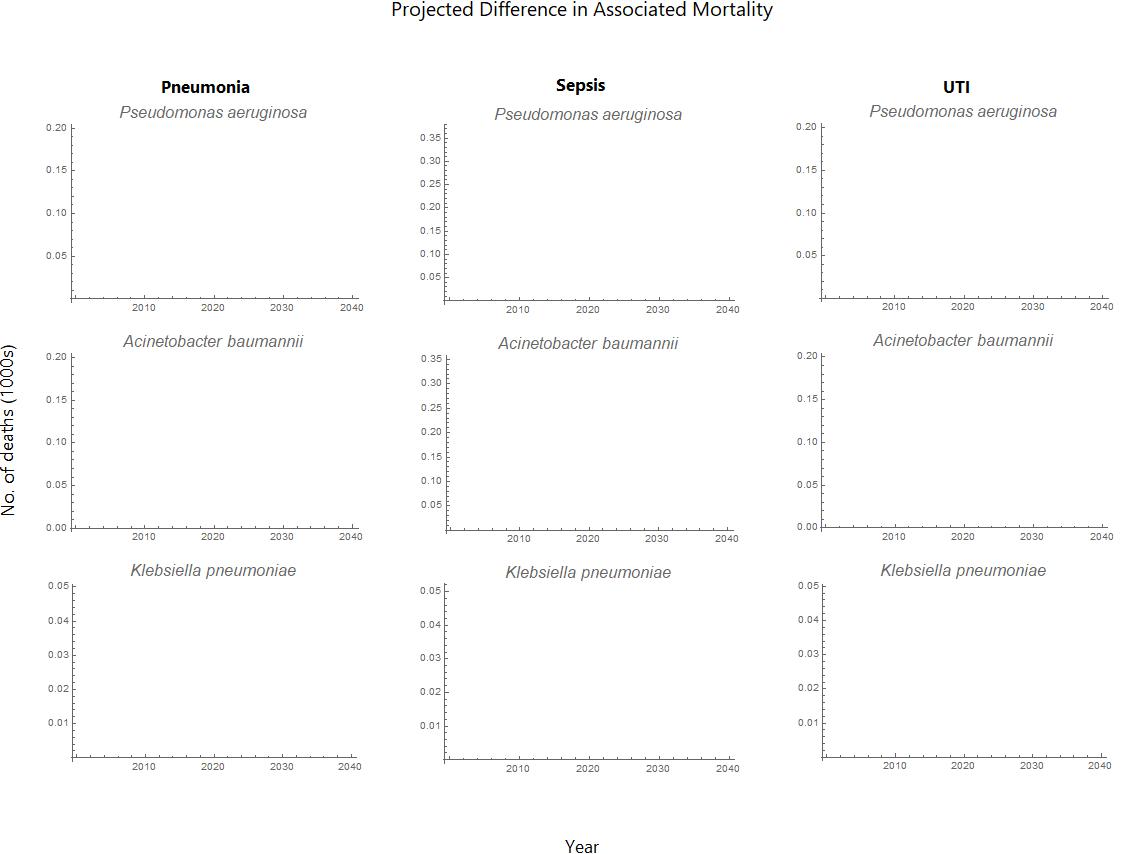 Projected Difference in Associated Mortality
Pneumonia
Sepsis
UTI
Pseudomonas aeruginosa
Pseudomonas aeruginosa
Pseudomonas aeruginosa
0.20
0.15
0.10
0.05
2010 2020 2030 2040
0.35
0.30
0.25
0.20
0.15
0.10
0.05
2010 2020 2030 2040
0.20
0.15
0.10
0.05
2010 2020 2030 2040
No. of deaths (1000s)
Acinetobacter baumannii
Acinetobacter baumannii
Acinetobacter baumannii
0.20
0.15
0.10
0.05
0.00
2010 2020 2030 2040
0.35
0.30
0.25
0.20
0.15
0.10
0.05
2010 2020 2030 2040
0.20
0.15
0.10
0.05
0.00
2010 2020 2030 2040
Klebsiella pneumoniae
Klebsiella pneumoniae
Klebsiella pneumoniae
0.05
0.04
0.03
0.02
0.01
2010 2020 2030 2040
0.05
0.04
0.03
0.02
0.01
2010 2020 2030 2040
0.05
0.04
0.03
0.02
0.01
2010 2020 2030 2040
Year